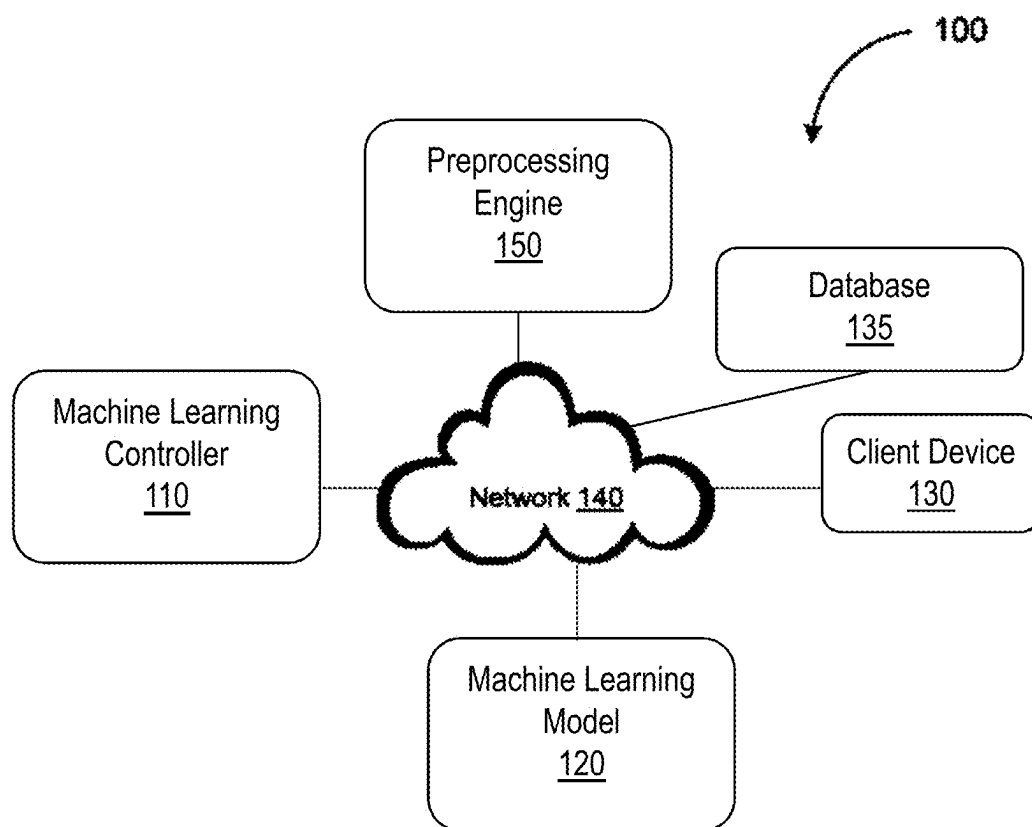 100
Preprocessing
Engine
150
Database
135
Machine Learning
Controller
110
Network 140
Client Device
130
Machine Learning
Model
120